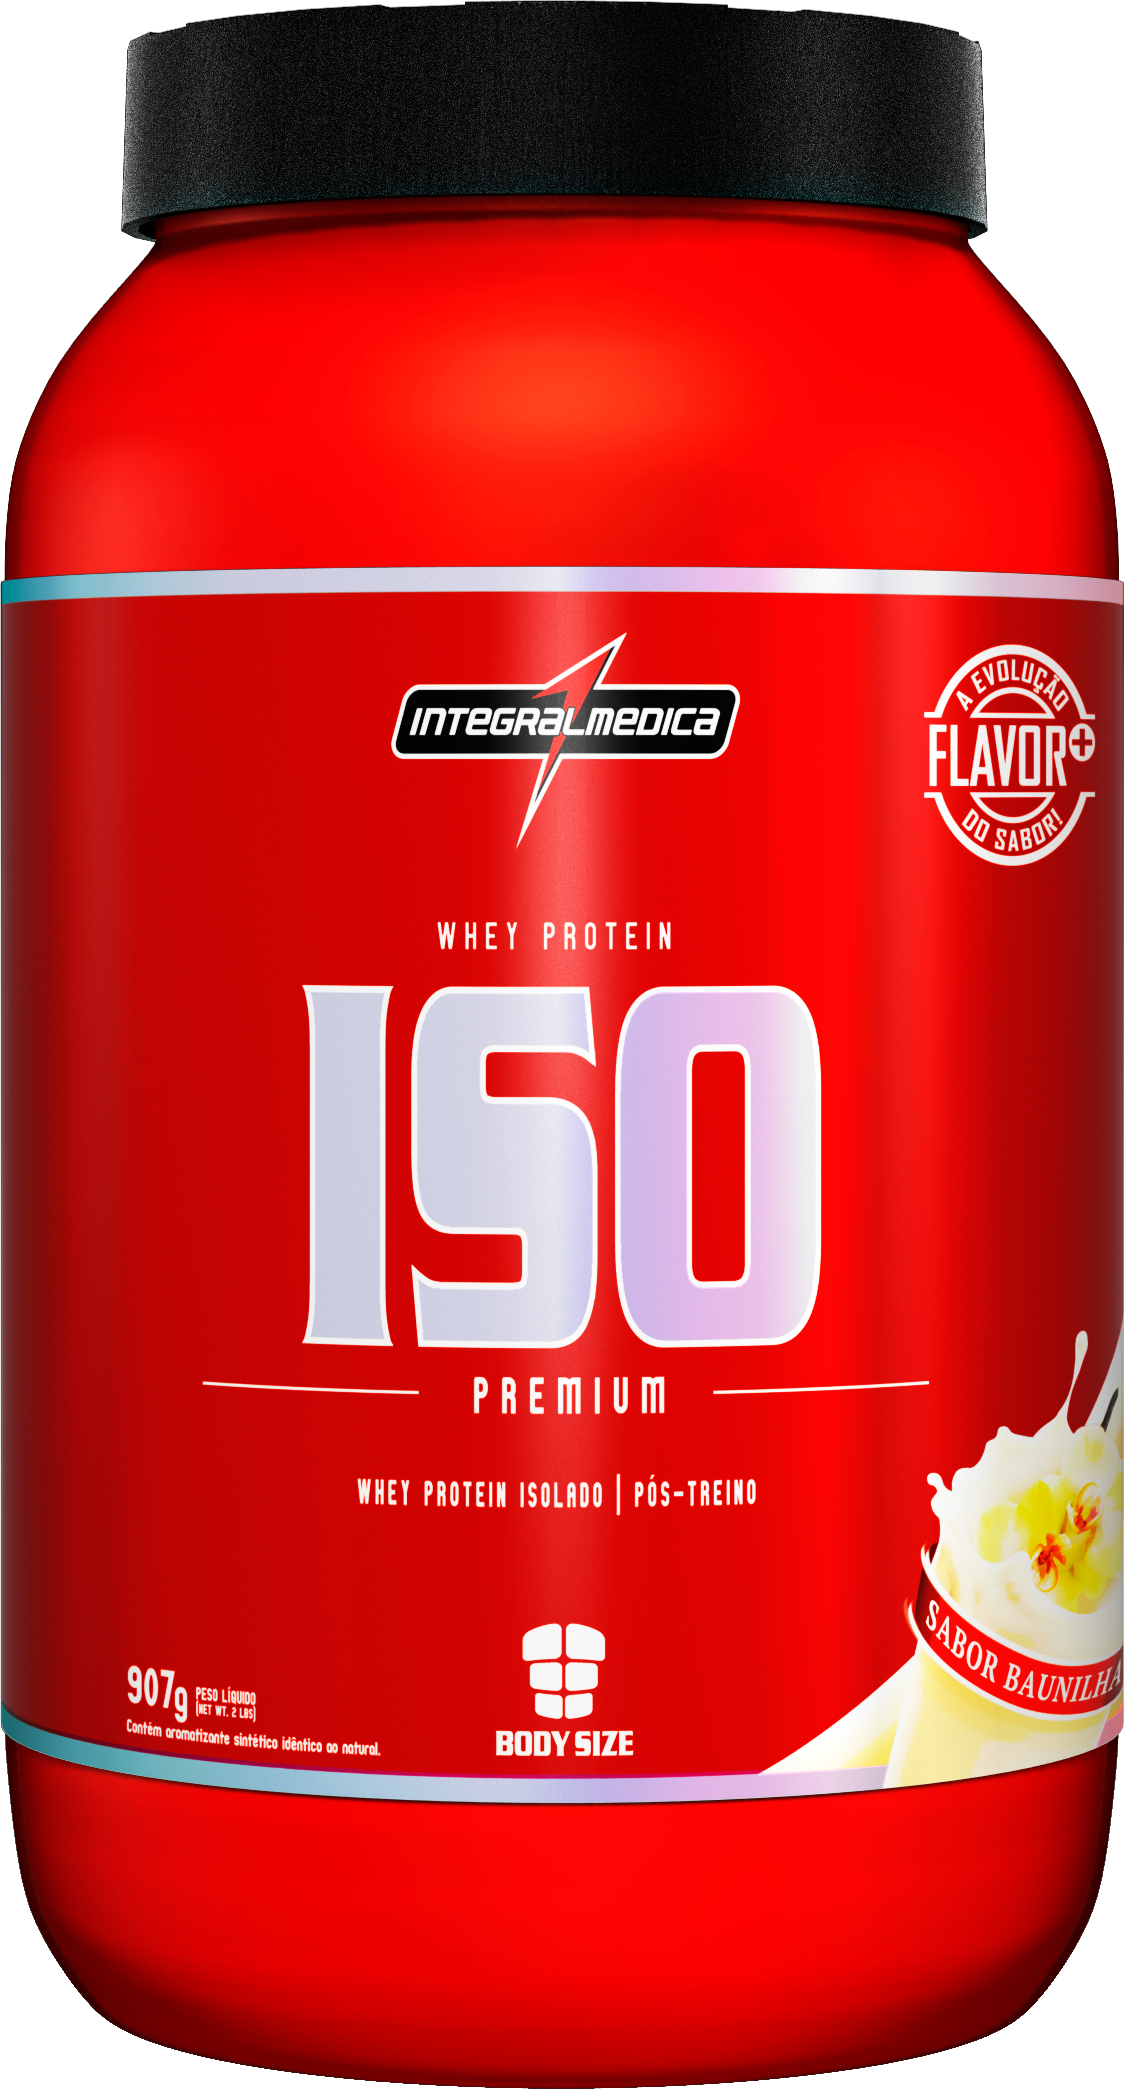 INTEGRALMEDICA
A EVOLUÇÃO
FLAVOR+
DO SABOR!
WHEY PROTEIN
ISO
PREMIUM
WHEY PROTEIN ISOLADO | PÓS-TREINO
SABOR BAUNILHA
907g PESO LÍQUIDO
(NET WT. 2 LBS)
Contém aromatizante sintético idêntico ao natural.
BODY SIZE